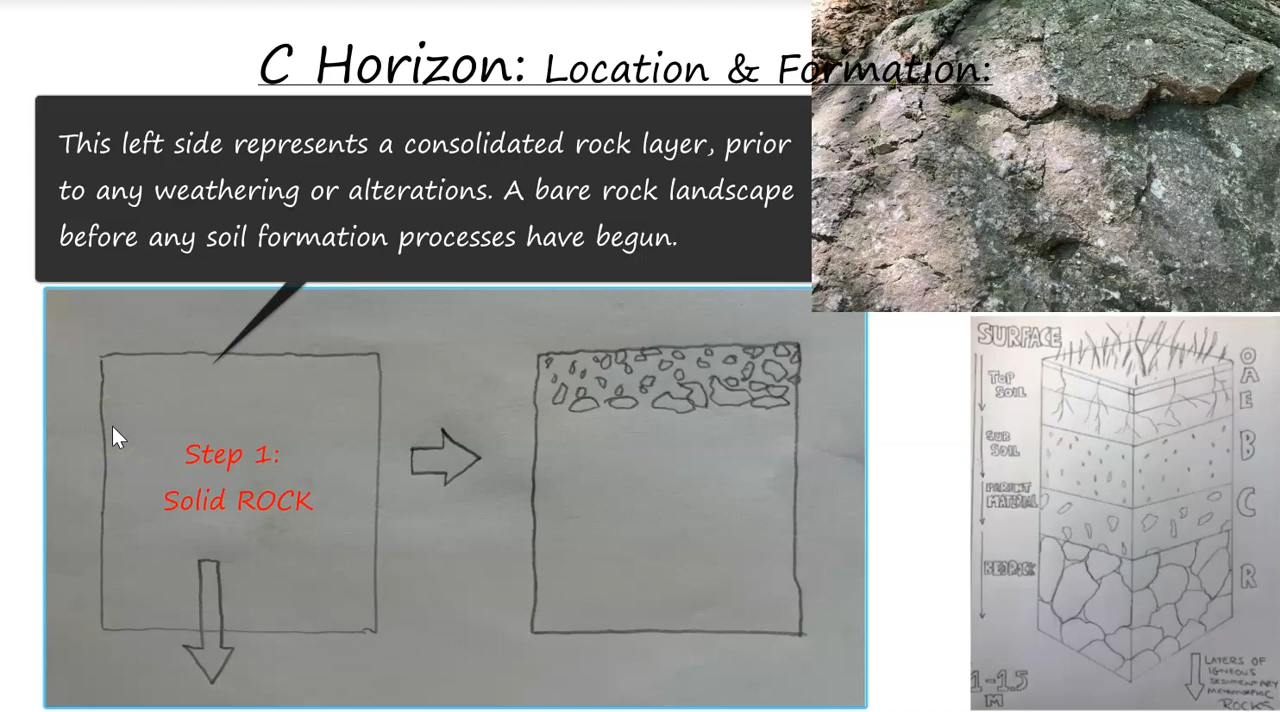 C Horizon: Location & Formation:
This left side represents a consolidated rock layer, prior
to any weathering or alterations. A bare rock landscape
before any soil formation processes have begun.
Step 1:
Solid ROCK
SURFACE
TOP
SOIL
SUB
SOIL
PARENT
MATERIAL
BEDROCK
O
A
E
B
C
R
1-1.5
M
LAYERS OF
IGNEOUS
SEDIMENTARY
METAMORPHIC
ROCKS